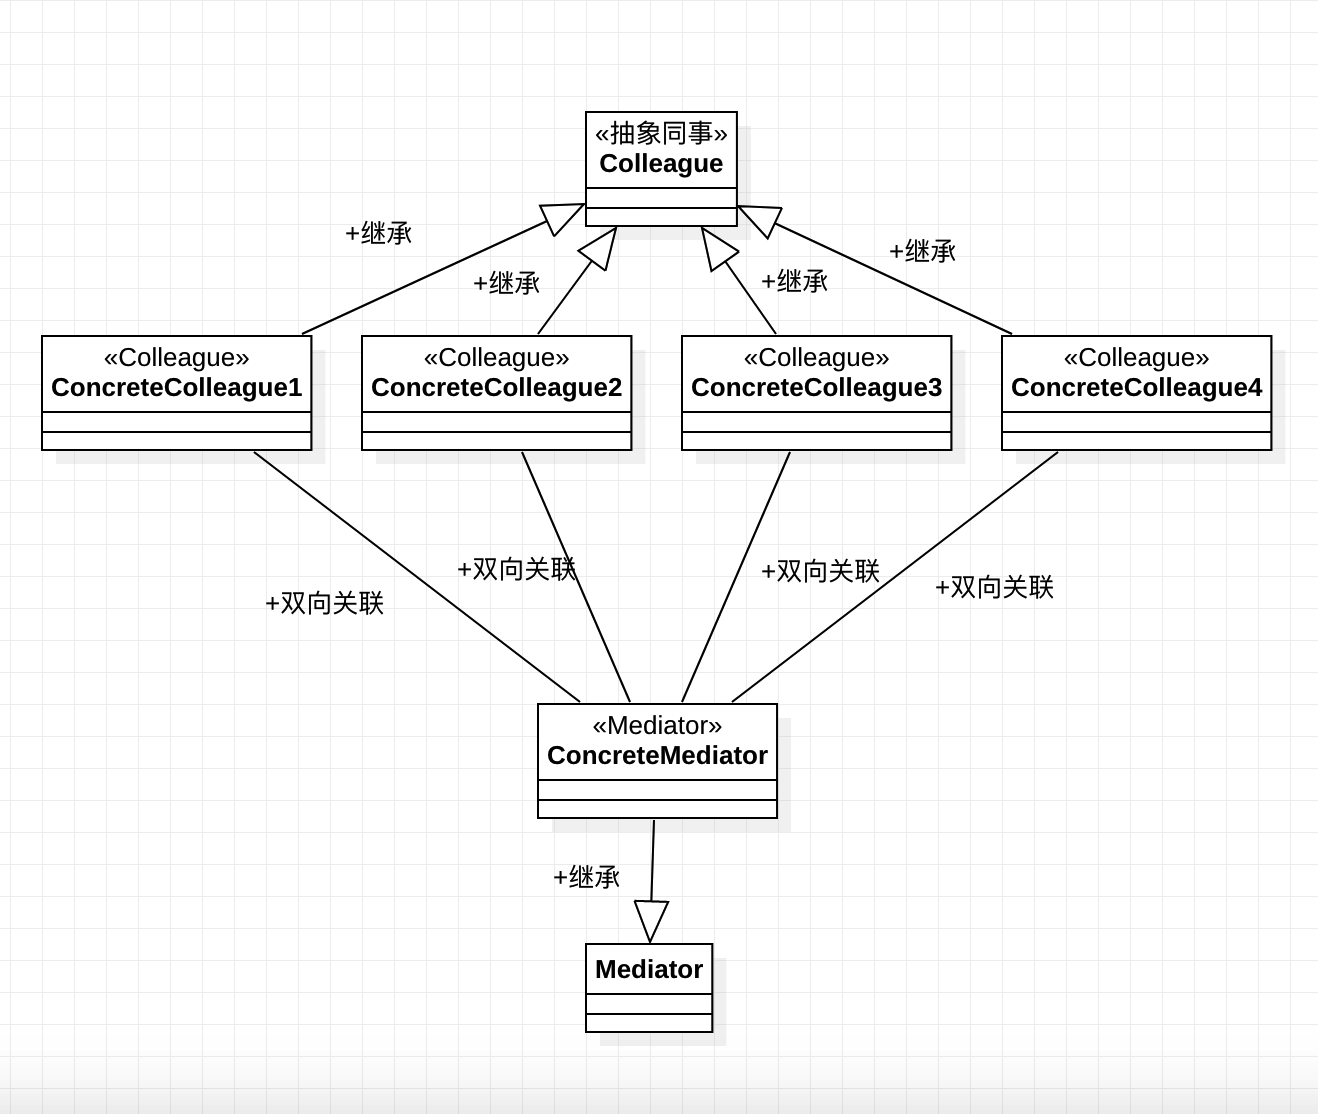 «抽象同事»
Colleague
+继承
+继承
+继承
+继承
«Colleague»
ConcreteColleague1
«Colleague»
ConcreteColleague2
«Colleague»
ConcreteColleague3
«Colleague»
ConcreteColleague4
+双向关联
+双向关联
+双向关联
+双向关联
«Mediator»
ConcreteMediator
+继承
Mediator